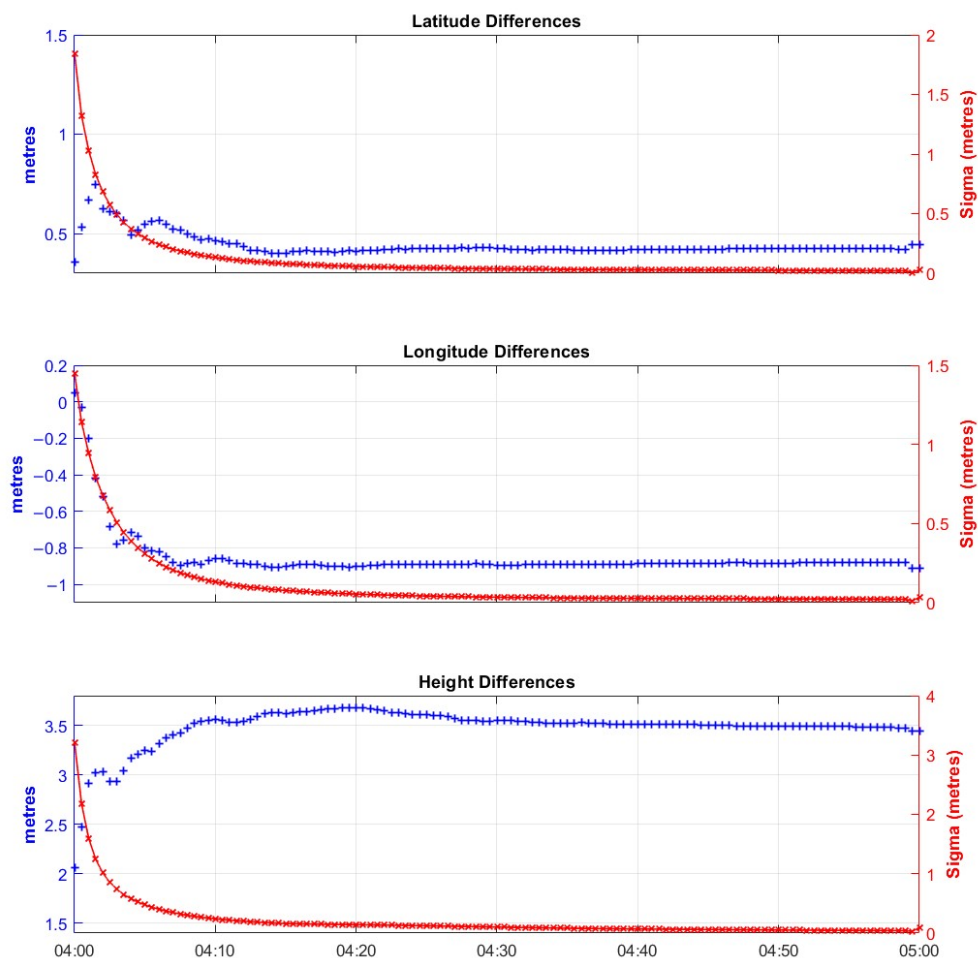 Latitude Differences
1.5
1
0.5
metres
2
1.5
1
0.5
0
Sigma (metres)
Longitude Differences
0.2
0
−0.2
−0.4
−0.6
−0.8
−1
metres
1.5
1
0.5
0
Sigma (metres)
Height Differences
3.5
3
2.5
2
1.5
metres
4
3
2
1
0
Sigma (metres)
04:00 04:10 04:20 04:30 04:40 04:50 05:00